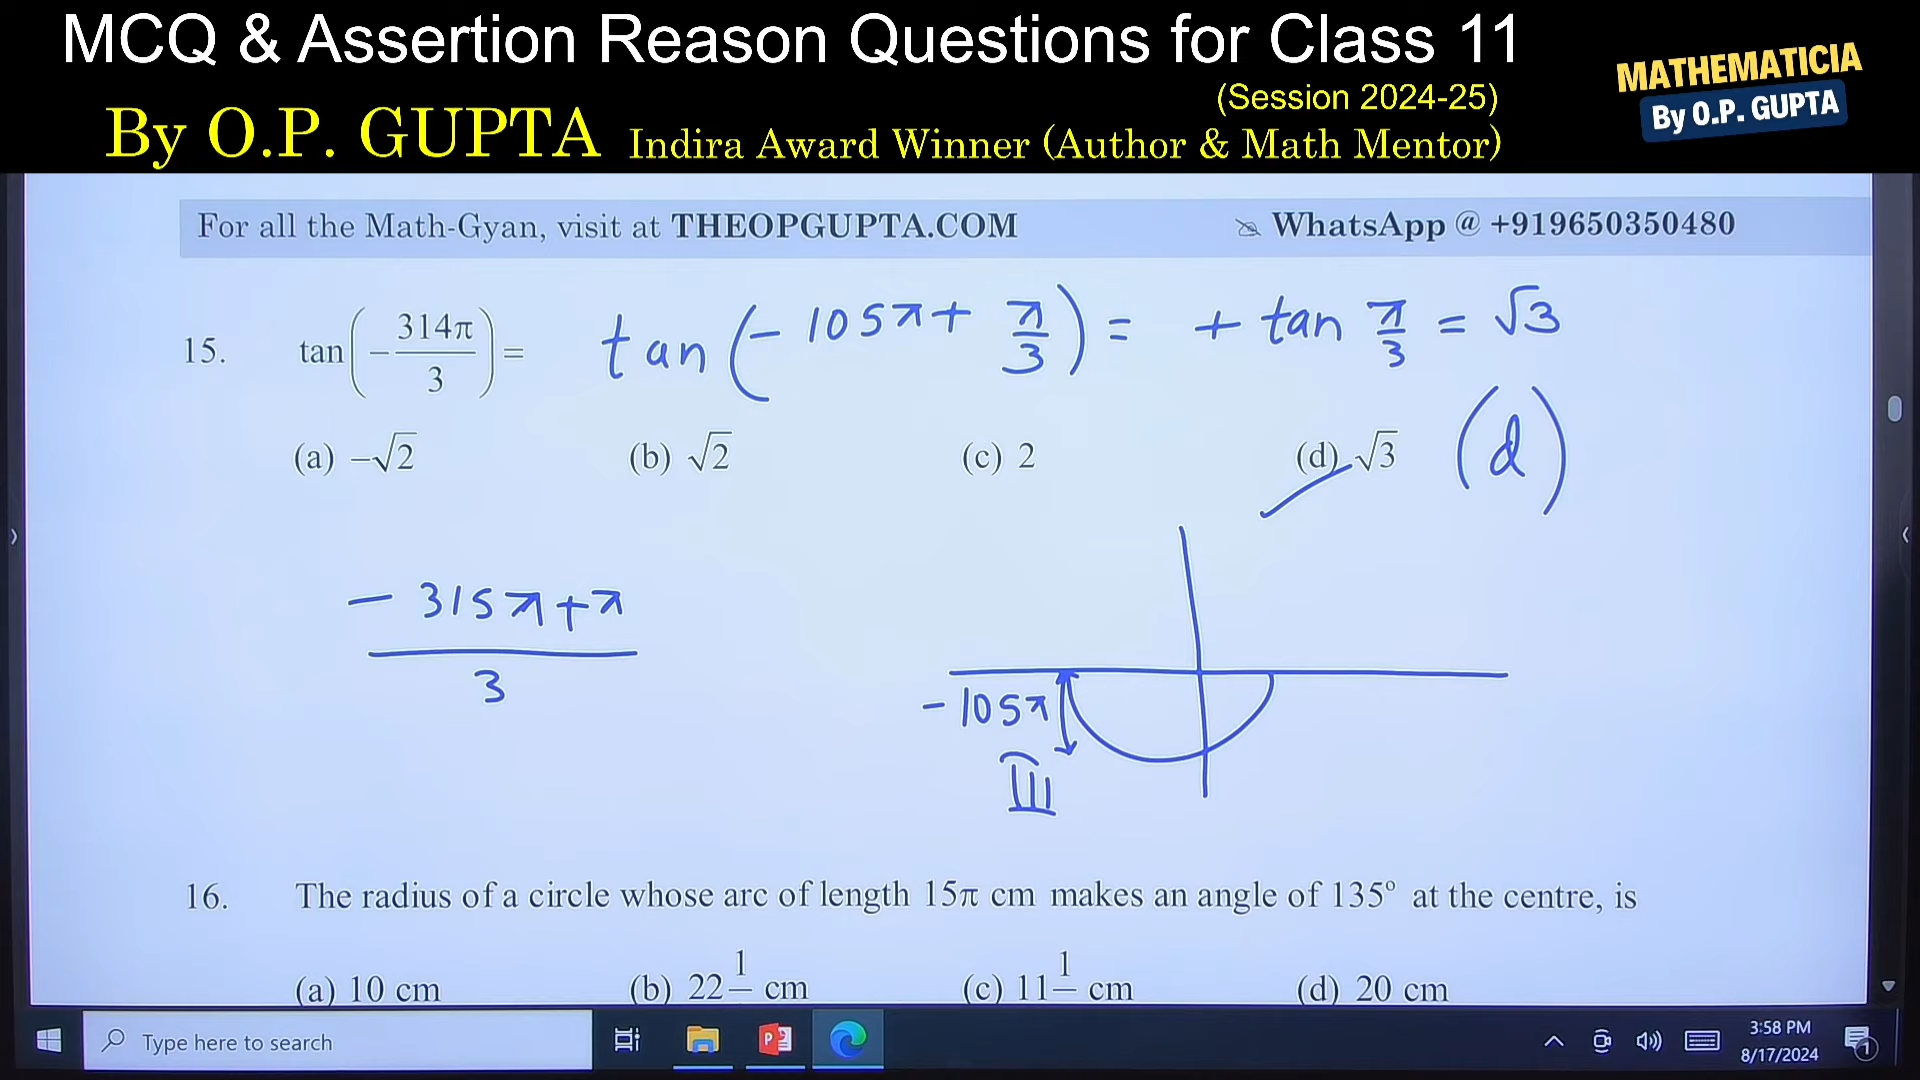 MCQ & Assertion Reason Questions for Class 11
(Session 2024-25)
By O.P. GUPTA Indira Award Winner (Author & Math Mentor)
MATHEMATICIA
By O.P. GUPTA
For all the Math-Gyan, visit at THEOPGUPTA.COM WhatsApp @ +919650350480
15. tan(-314π/3) = tan(-105π + π/3) = + tan π/3 = √3
(a) -√2 (b) √2 (c) 2 (d) √3 (d)
-315π+π
3
-105π
III
16. The radius of a circle whose arc of length 15π cm makes an angle of 135° at the centre, is
(a) 10 cm (b) 22 1 cm (c) 11 1 cm (d) 20 cm
Type here to search
3:58 PM
8/17/2024
1